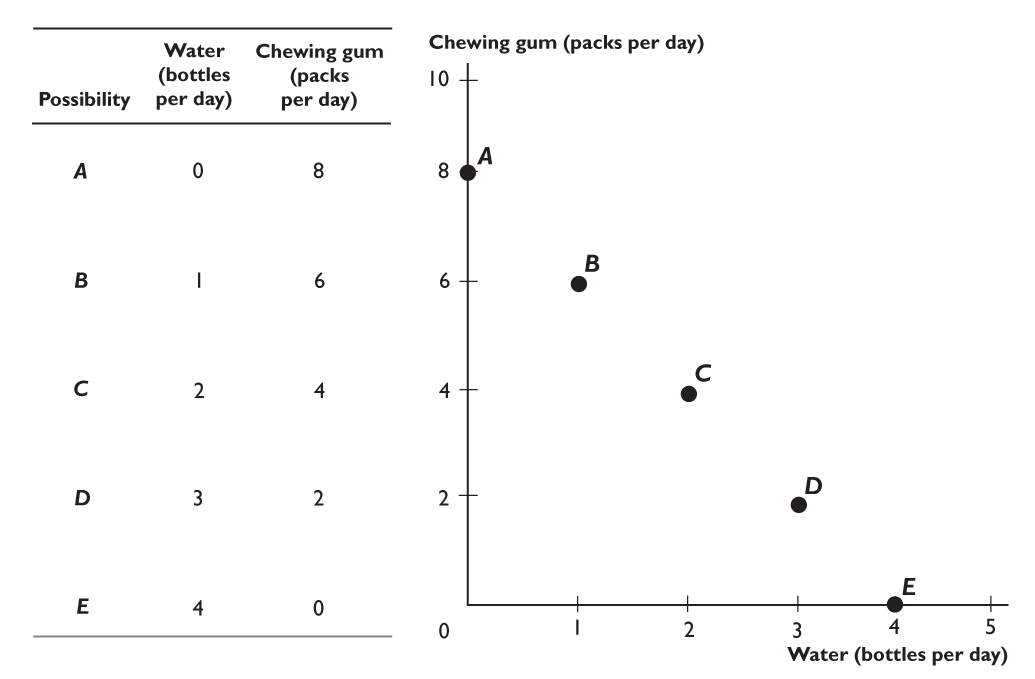 Possibility
Water
(bottles
per day)
Chewing gum
(packs
per day)
A 0 8
B 1 6
C 2 4
D 3 2
E 4 0
Chewing gum (packs per day)
10
8
6
4
2
0
A
B
C
D
E
1 2 3 4 5
Water (bottles per day)